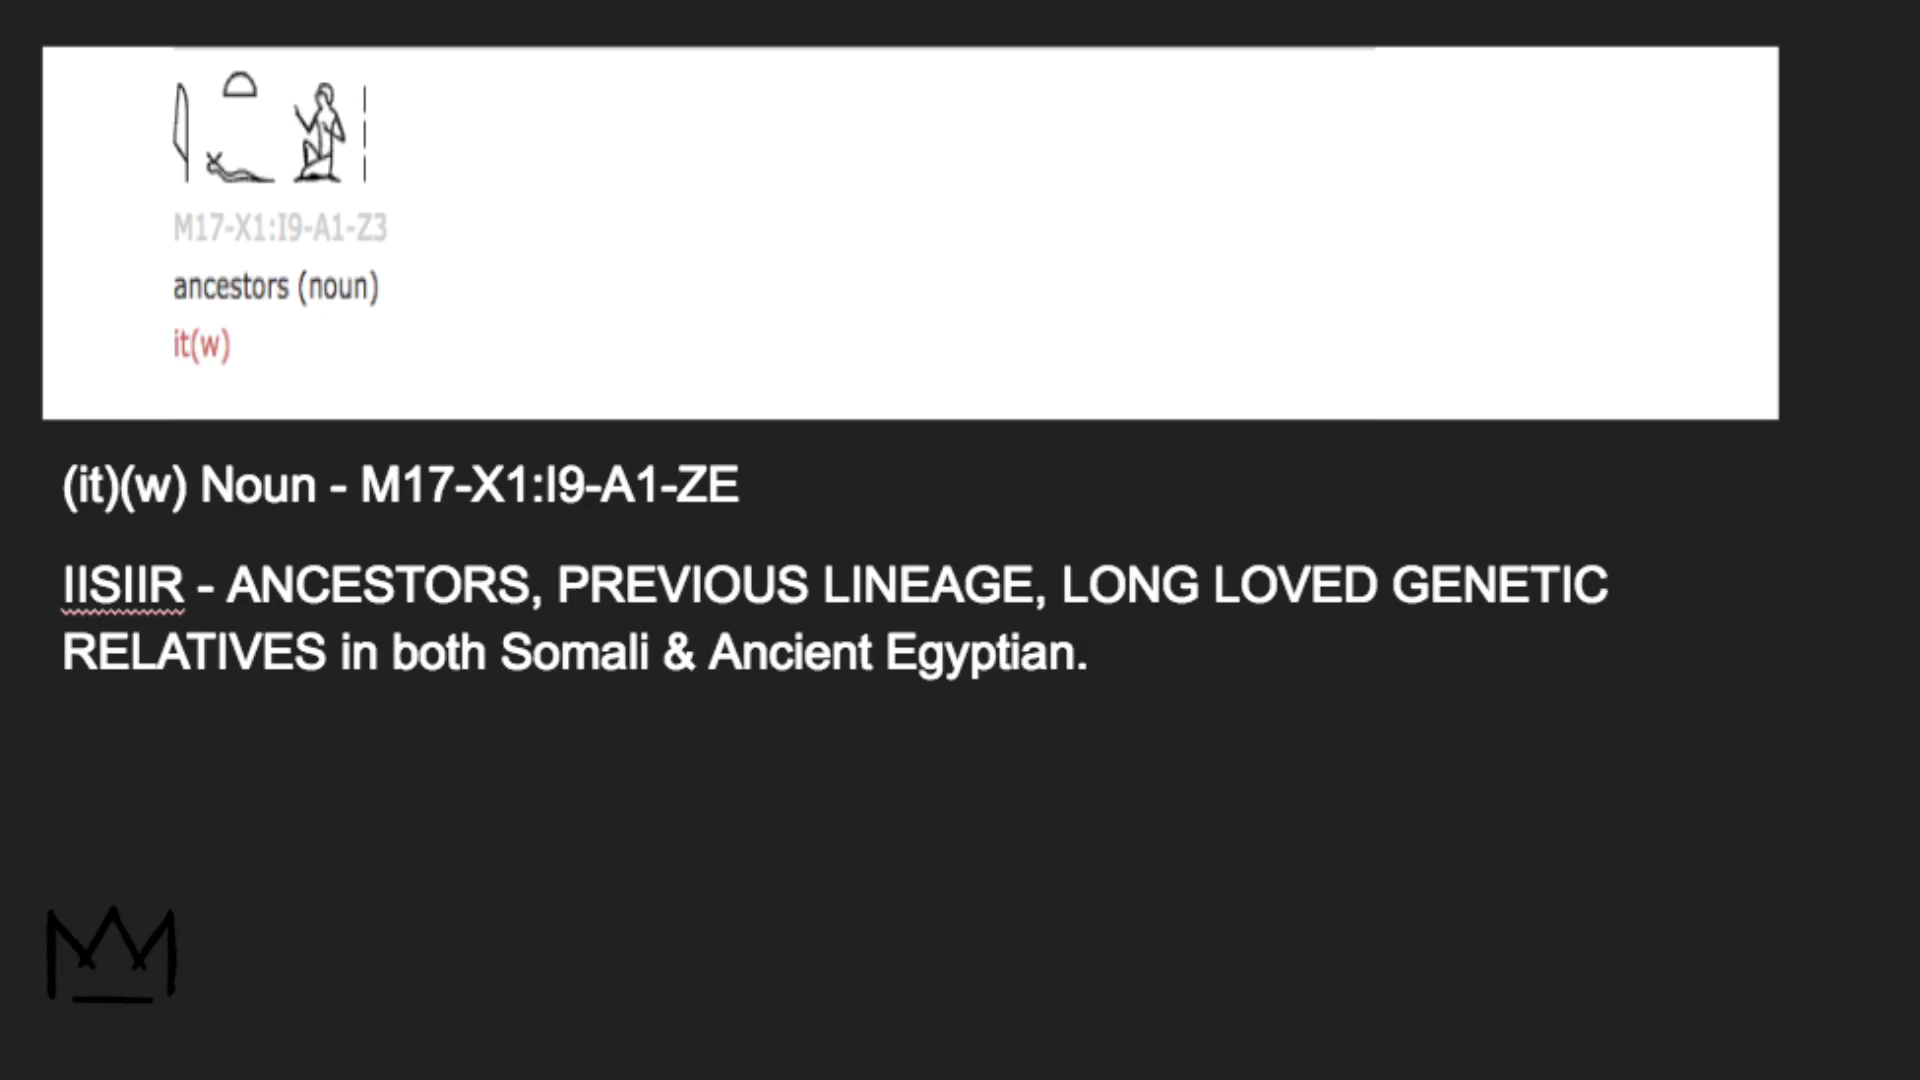 M17-X1:I9-A1-Z3
ancestors (noun)
it(w)
(it)(w) Noun - M17-X1:I9-A1-ZE
IISIIR - ANCESTORS, PREVIOUS LINEAGE, LONG LOVED GENETIC
RELATIVES in both Somali & Ancient Egyptian.